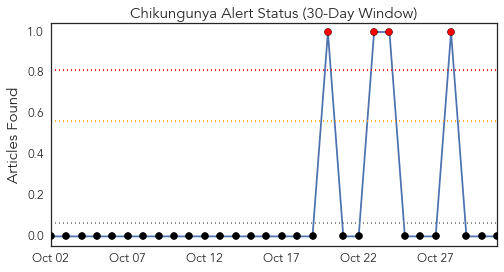 Chikungunya Alert Status (30-Day Window)
Articles Found
1.0
0.8
0.6
0.4
0.2
0.0
Oct 02
Oct 07
Oct 12
Oct 17
Oct 22
Oct 27